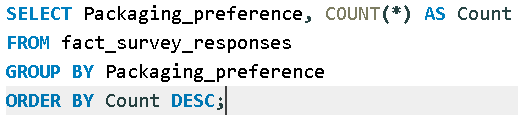 SELECT Packaging_preference, COUNT(*) AS Count
FROM fact_survey_responses
GROUP BY Packaging_preference
ORDER BY Count DESC;